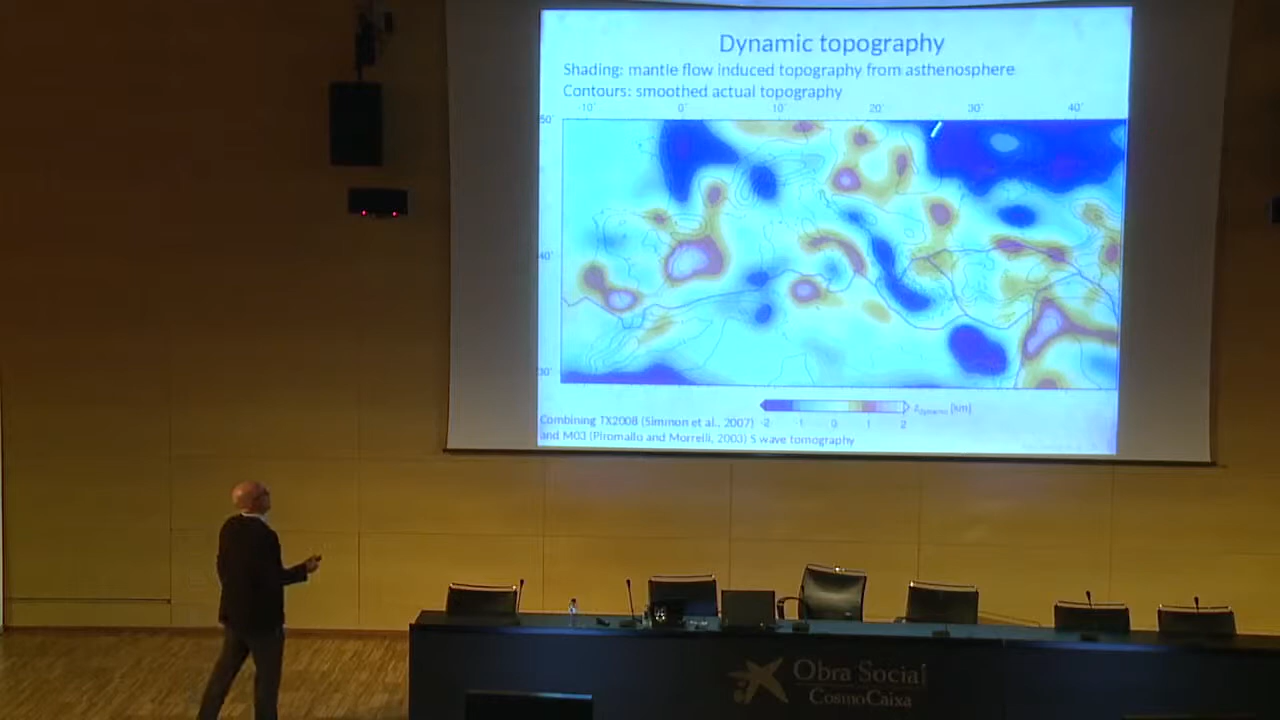 Dynamic topography
Shading: mantle flow induced topography from asthenosphere
Contours: smoothed actual topography
-10° 0° 10° 20° 30° 40°
50°
40°
30°
Zdynamic [km]
-2 -1 0 1 2
Combining TX2008 (Simmon et al., 2007)
and M03 (Piromallo and Morrelli, 2003) S wave tomography
Obra Social
CosmoCaixa